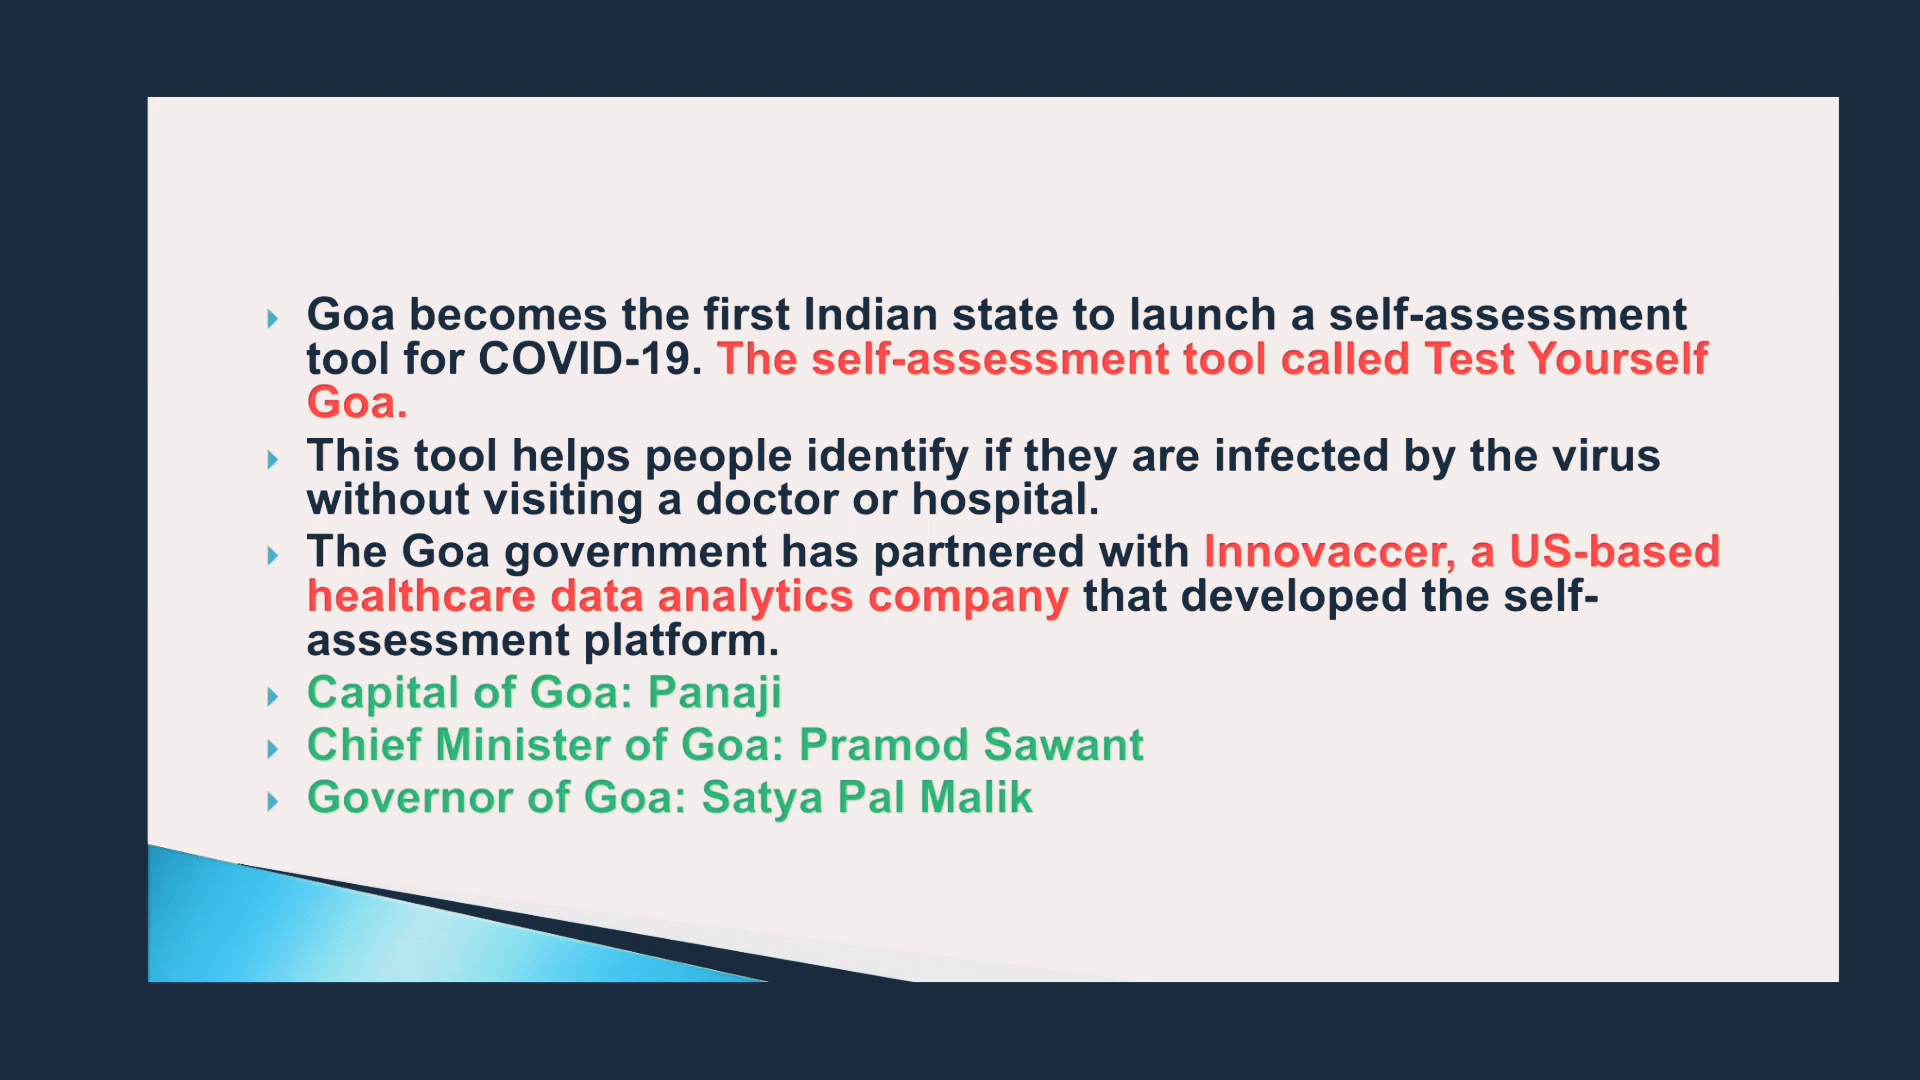 Goa becomes the first Indian state to launch a self-assessment
tool for COVID-19. The self-assessment tool called Test Yourself
Goa.
This tool helps people identify if they are infected by the virus
without visiting a doctor or hospital.
The Goa government has partnered with Innovaccer, a US-based
healthcare data analytics company that developed the self-
assessment platform.
Capital of Goa: Panaji
Chief Minister of Goa: Pramod Sawant
Governor of Goa: Satya Pal Malik